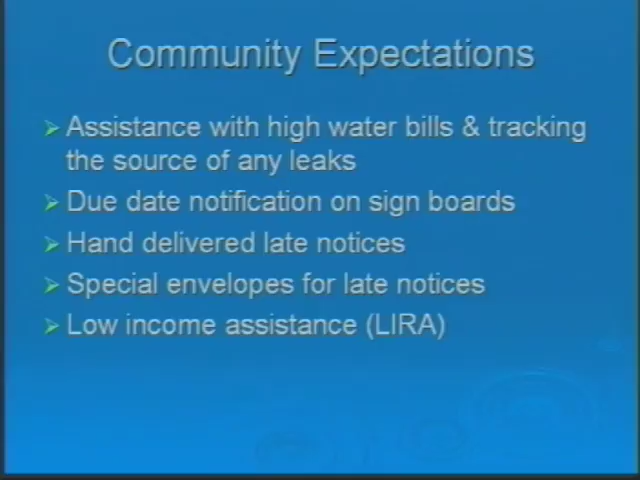 Community Expectations
Assistance with high water bills & tracking
the source of any leaks
Due date notification on sign boards
Hand delivered late notices
Special envelopes for late notices
Low income assistance (LIRA)